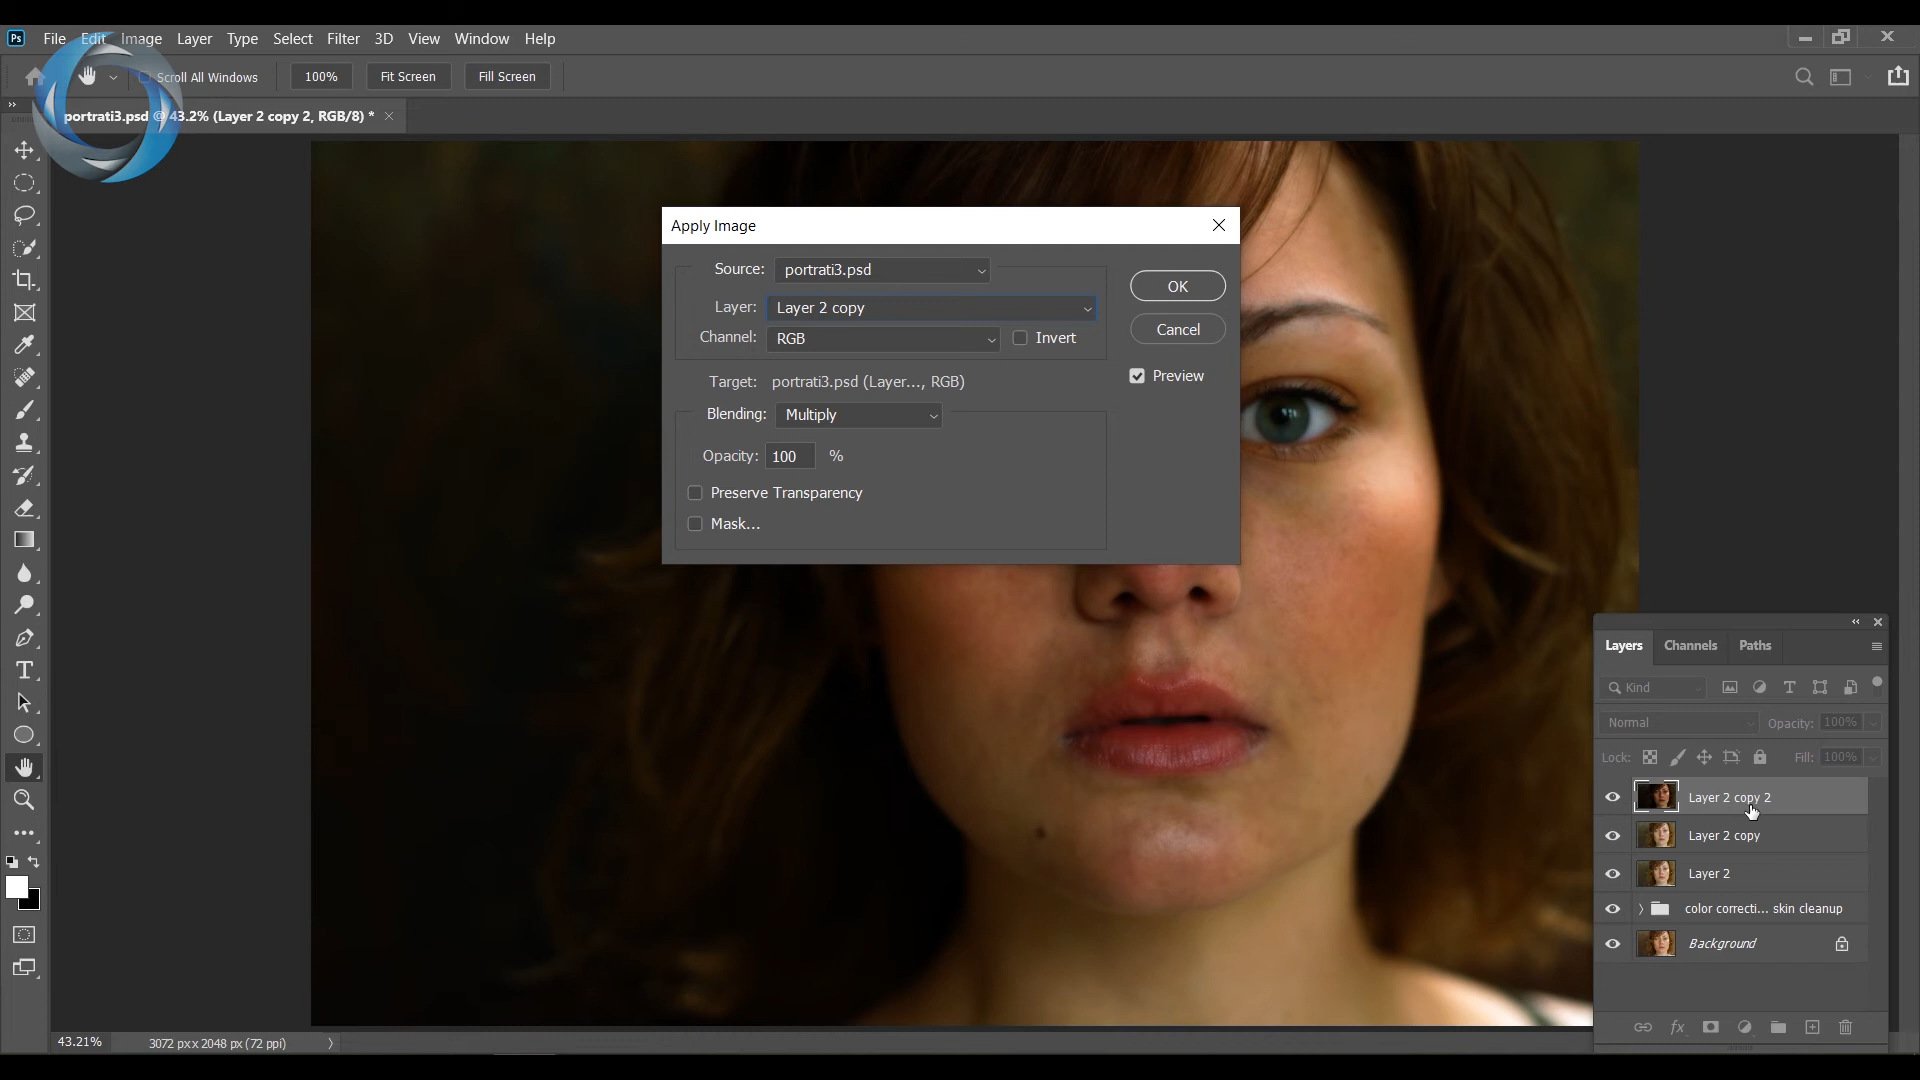 Ps File Edit Image Layer Type Select Filter 3D View Window Help
Scroll All Windows 100% Fit Screen Fill Screen
portrati3.psd @ 43.2% (Layer 2 copy 2, RGB/8) *
Apply Image
Source: portrati3.psd
OK
Layer: Layer 2 copy
Cancel
Channel: RGB
Invert
Preview
Target: portrati3.psd (Layer..., RGB)
Blending: Multiply
Opacity: 100 %
Preserve Transparency
Mask...
Layers Channels Paths
Kind
Normal Opacity: 100%
Lock: Fill: 100%
Layer 2 copy 2
Layer 2 copy
Layer 2
color correcti... skin cleanup
Background
fx
43.21% 3072 px x 2048 px (72 ppi)